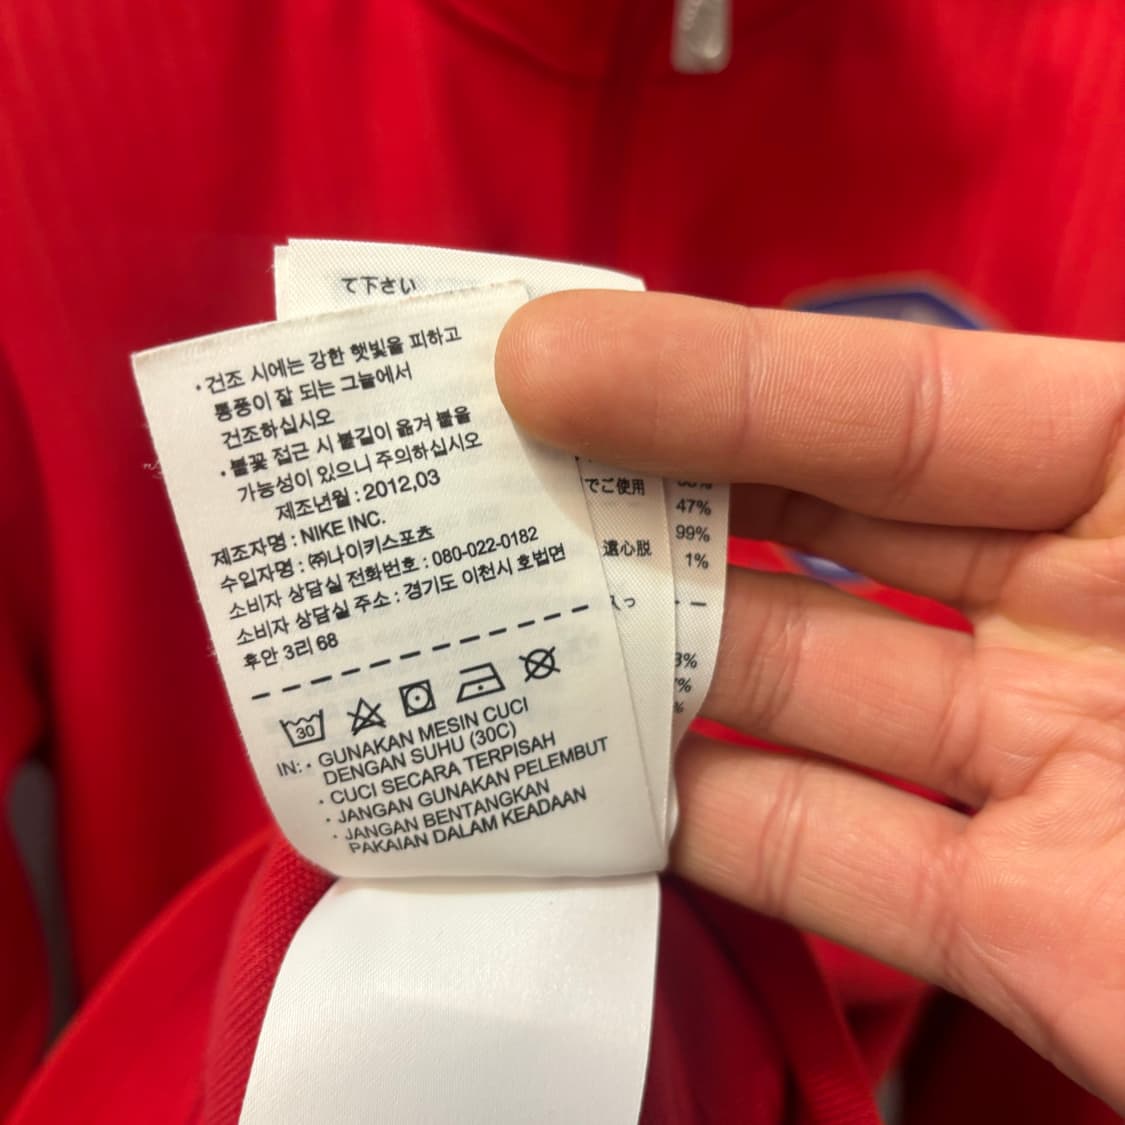 て下さい
・건조 시에는 강한 햇빛을 피하고
통풍이 잘 되는 그늘에서
건조하십시오
・불꽃 접근 시 불길이 옮겨 붙을
가능성이 있으니 주의하십시오
제조년월 : 2012,03
제조자명 : NIKE INC.
수입자명 : ㈜나이키스포츠
소비자 상담실 전화번호 : 080-022-0182
소비자 상담실 주소 : 경기도 이천시 호법면
후안 3리 68
30
IN: • GUNAKAN MESIN CUCI
DENGAN SUHU (30C)
• CUCI SECARA TERPISAH
• JANGAN GUNAKAN PELEMBUT
• JANGAN BENTANGKAN
PAKAIAN DALAM KEADAAN
でご使用
遠心脱
47%
99%
1%